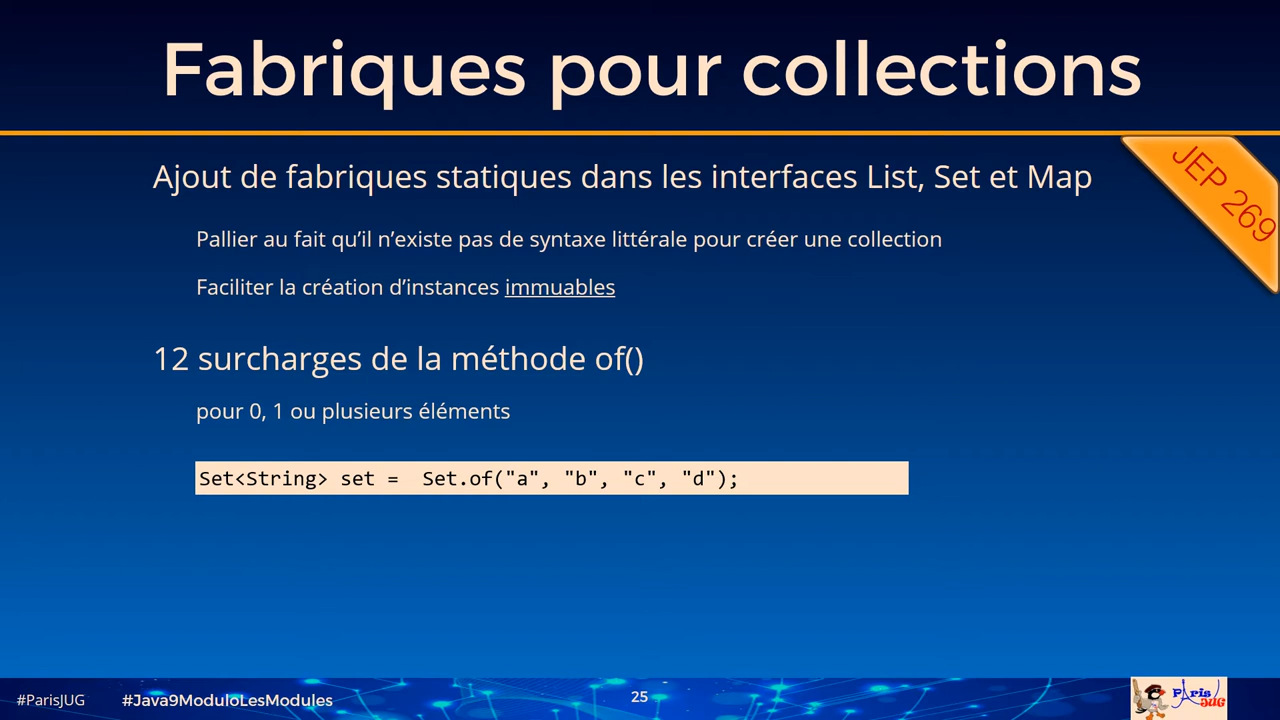 Fabriques pour collections
JEP 269
Ajout de fabriques statiques dans les interfaces List, Set et Map
Pallier au fait qu’il n’existe pas de syntaxe littérale pour créer une collection
Faciliter la création d’instances immuables
12 surcharges de la méthode of()
pour 0, 1 ou plusieurs éléments
Set<String> set =  Set.of("a", "b", "c", "d");
#ParisJUG
#Java9ModuloLesModules
25
Paris JUG